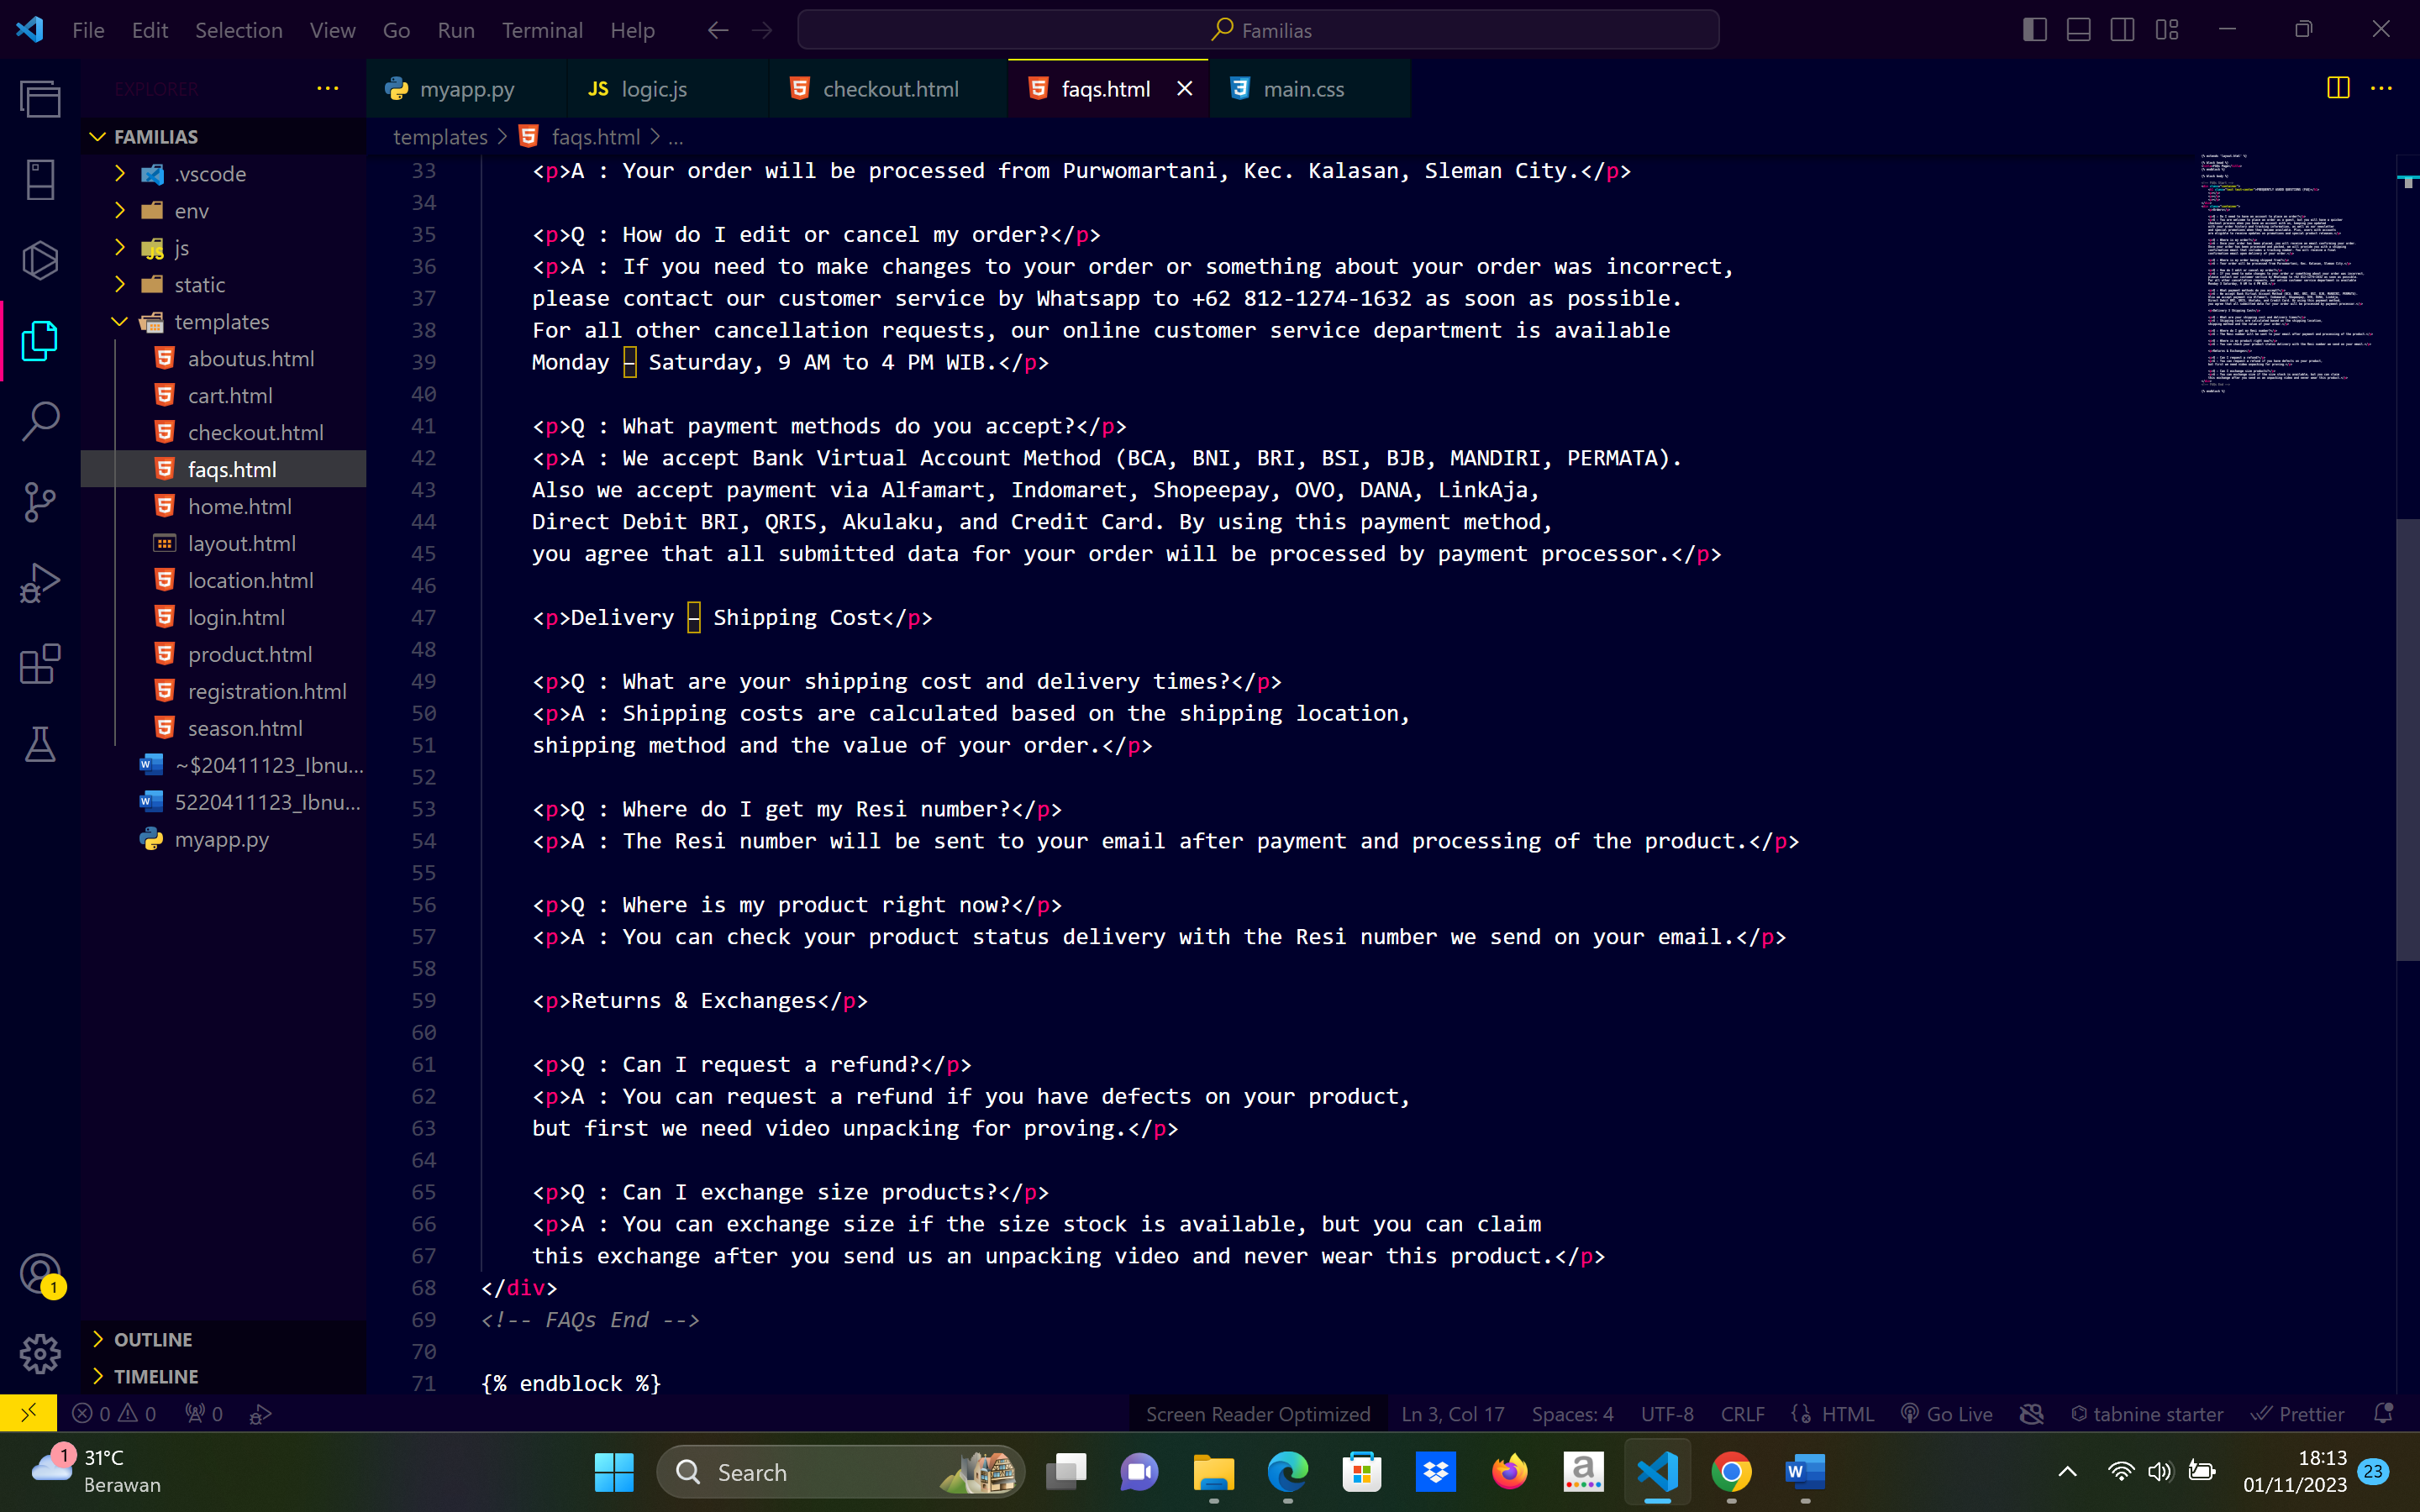 File Edit Selection View Go Run Terminal Help
Familias
EXPLORER
myapp.py
JS logic.js
checkout.html
faqs.html
main.css
FAMILIAS
templates > faqs.html > ...
.vscode
env
js
static
templates
aboutus.html
cart.html
checkout.html
faqs.html
home.html
layout.html
location.html
login.html
product.html
registration.html
season.html
~$20411123_Ibnu...
5220411123_Ibnu...
myapp.py
OUTLINE
TIMELINE
33 <p>A : Your order will be processed from Purwomartani, Kec. Kalasan, Sleman City.</p>
34
35 <p>Q : How do I edit or cancel my order?</p>
36 <p>A : If you need to make changes to your order or something about your order was incorrect,
37 please contact our customer service by Whatsapp to +62 812-1274-1632 as soon as possible.
38 For all other cancellation requests, our online customer service department is available
39 Monday – Saturday, 9 AM to 4 PM WIB.</p>
40
41 <p>Q : What payment methods do you accept?</p>
42 <p>A : We accept Bank Virtual Account Method (BCA, BNI, BRI, BSI, BJB, MANDIRI, PERMATA).
43 Also we accept payment via Alfamart, Indomaret, Shopeepay, OVO, DANA, LinkAja,
44 Direct Debit BRI, QRIS, Akulaku, and Credit Card. By using this payment method,
45 you agree that all submitted data for your order will be processed by payment processor.</p>
46
47 <p>Delivery – Shipping Cost</p>
48
49 <p>Q : What are your shipping cost and delivery times?</p>
50 <p>A : Shipping costs are calculated based on the shipping location,
51 shipping method and the value of your order.</p>
52
53 <p>Q : Where do I get my Resi number?</p>
54 <p>A : The Resi number will be sent to your email after payment and processing of the product.</p>
55
56 <p>Q : Where is my product right now?</p>
57 <p>A : You can check your product status delivery with the Resi number we send on your email.</p>
58
59 <p>Returns & Exchanges</p>
60
61 <p>Q : Can I request a refund?</p>
62 <p>A : You can request a refund if you have defects on your product,
63 but first we need video unpacking for proving.</p>
64
65 <p>Q : Can I exchange size products?</p>
66 <p>A : You can exchange size if the size stock is available, but you can claim
67 this exchange after you send us an unpacking video and never wear this product.</p>
68 </div>
69 <!-- FAQs End -->
70
71 {% endblock %}
1
0 0 0
Screen Reader Optimized Ln 3, Col 17 Spaces: 4 UTF-8 CRLF HTML Go Live tabnine starter Prettier
1
31°C
Berawan
Search
18:13
01/11/2023
23